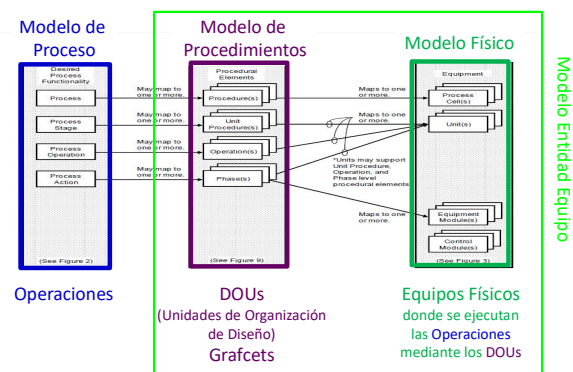 Modelo de
Proceso
Modelo de
Procedimientos
Modelo Físico
Desired
Process
Functionality
Process
Process
Stage
Process
Operation
Process
Action
(See Figure 2)
May map to
one or more.
May map to
one or more.
May map to
one or more.
May map to
one or more.
Procedural
Elements
Procedure(s)
Unit
Procedure(s)
Operation(s)
Phase(s)
(See Figure 9)
Maps to one
or more.
Maps to one
or more.
*Units may support
Unit Procedure,
Operation, and
Phase level
procedural elements
Maps to one
or more.
Equipment
Process
Cell(s)
Unit(s)
Equipment
Module(s)
Control
Module(s)
(See Figure 3)
Modelo Entidad Equipo
Operaciones
DOUs
(Unidades de Organización
de Diseño)
Grafcets
Equipos Físicos
donde se ejecutan
las Operaciones
mediante los DOUs